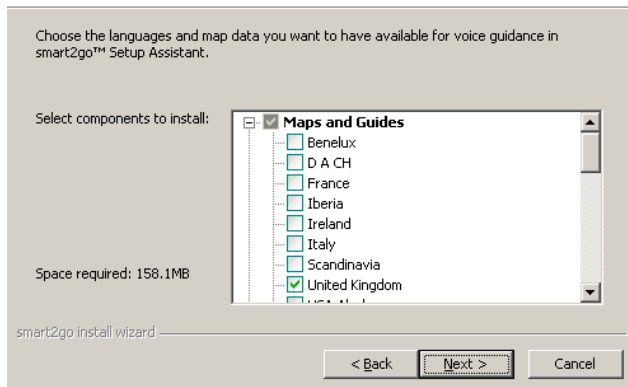 Choose the languages and map data you want to have available for voice guidance in
smart2go™ Setup Assistant.
Select components to install:
Maps and Guides
Benelux
D A CH
France
Iberia
Ireland
Italy
Scandinavia
United Kingdom
Space required: 158.1MB
smart2go install wizard
< Back
Next >
Cancel